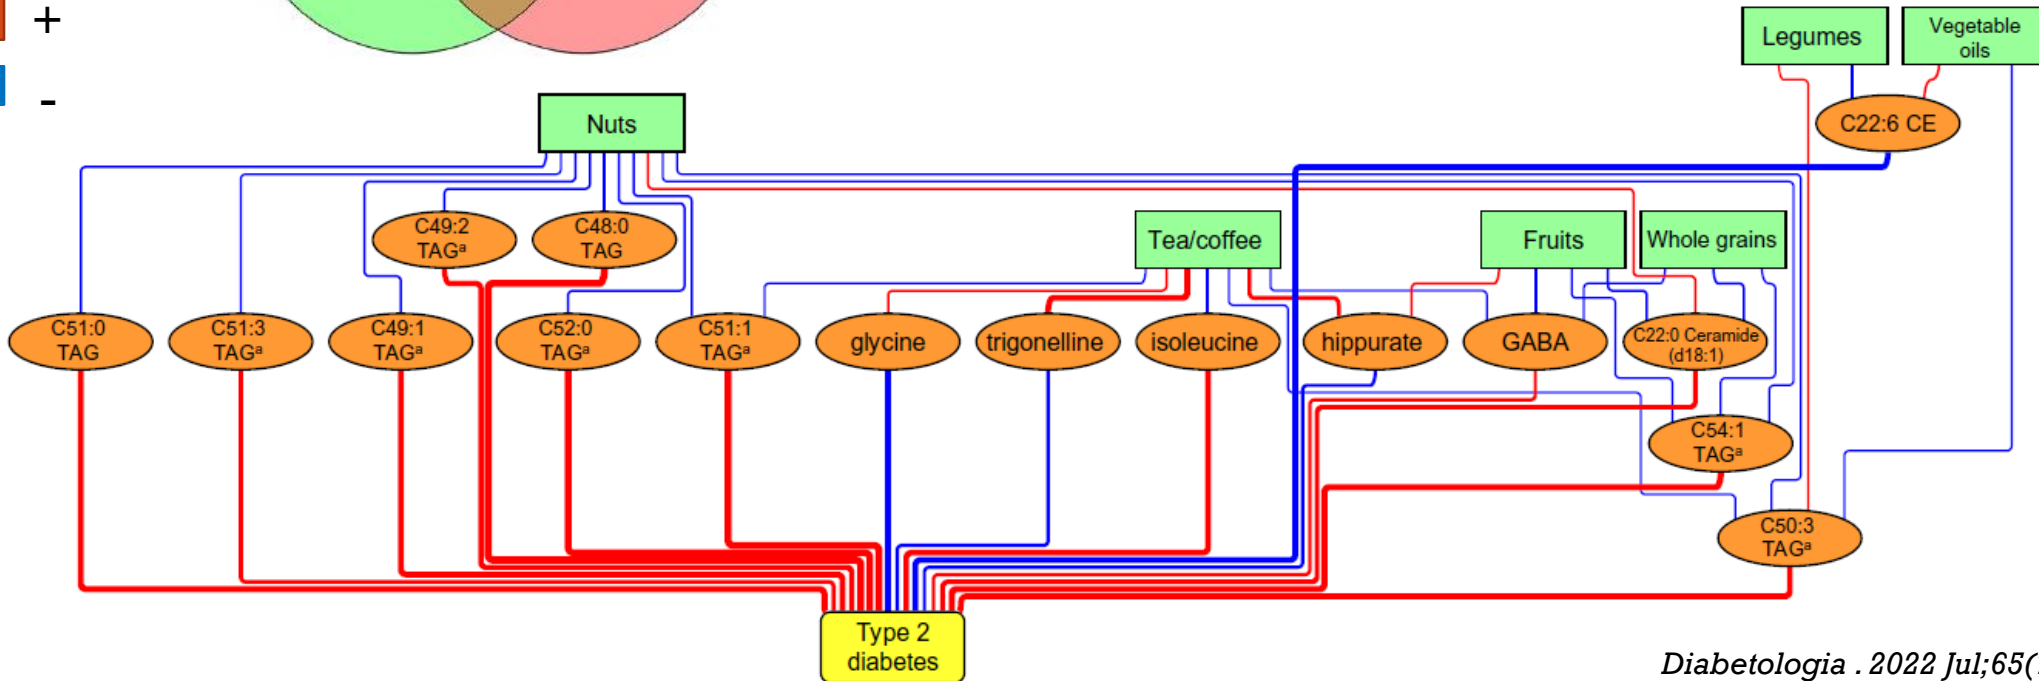 +
-
Legumes
Vegetable
oils
Nuts
C22:6 CE
C49:2
TAGᵃ
C48:0
TAG
Tea/coffee
Fruits
Whole grains
C51:0
TAG
C51:3
TAGᵃ
C49:1
TAGᵃ
C52:0
TAGᵃ
C51:1
TAGᵃ
glycine
trigonelline
isoleucine
hippurate
GABA
C22:0 Ceramide
(d18:1)
C54:1
TAGᵃ
C50:3
TAGᵃ
Type 2
diabetes
Diabetologia . 2022 Jul;65(